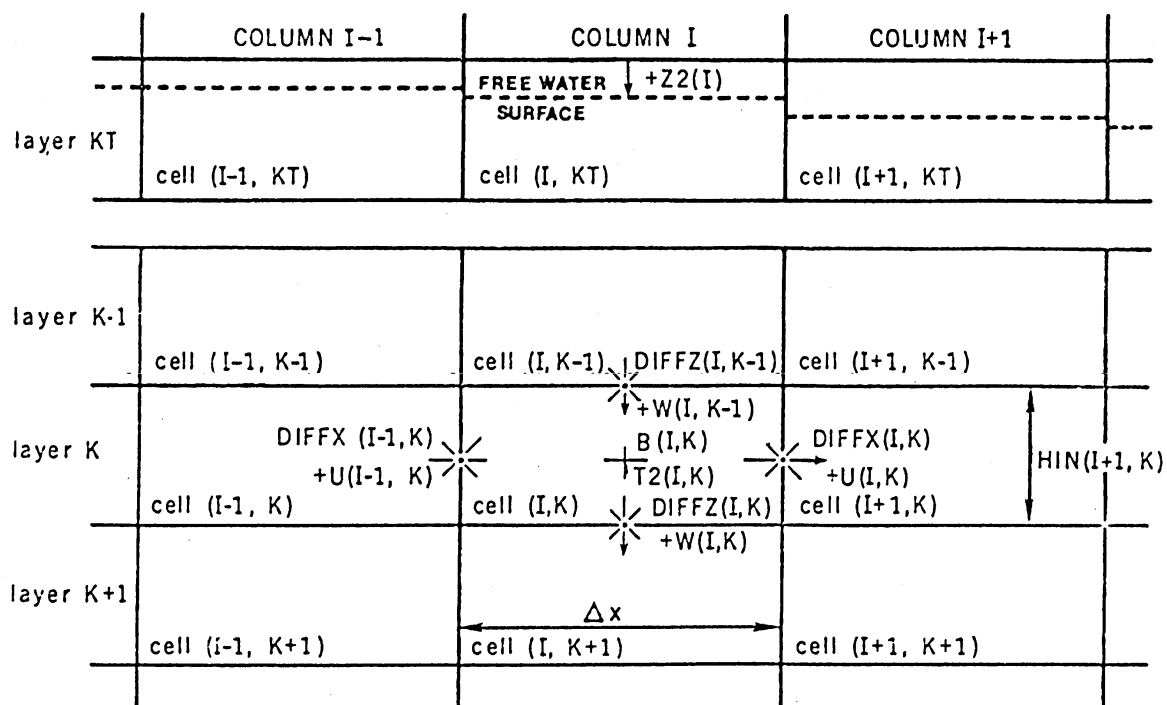 COLUMN I-1 COLUMN I COLUMN I+1
FREE WATER +Z2(I)
SURFACE
layer KT
cell (I-1, KT) cell (I, KT) cell (I+1, KT)
layer K-1
cell (I-1, K-1) cell (I, K-1) DIFFZ(I, K-1) cell (I+1, K-1)
+W(I, K-1)
DIFFX (I-1, K) B(I,K) DIFFX(I,K)
layer K HIN(I+1, K)
+U(I-1, K) T2(I,K) +U(I,K)
cell (I-1, K) cell (I,K) DIFFZ(I,K) cell (I+1,K)
+W(I,K)
layer K+1
Δx
cell (i-1, K+1) cell (I, K+1) cell (I+1, K+1)